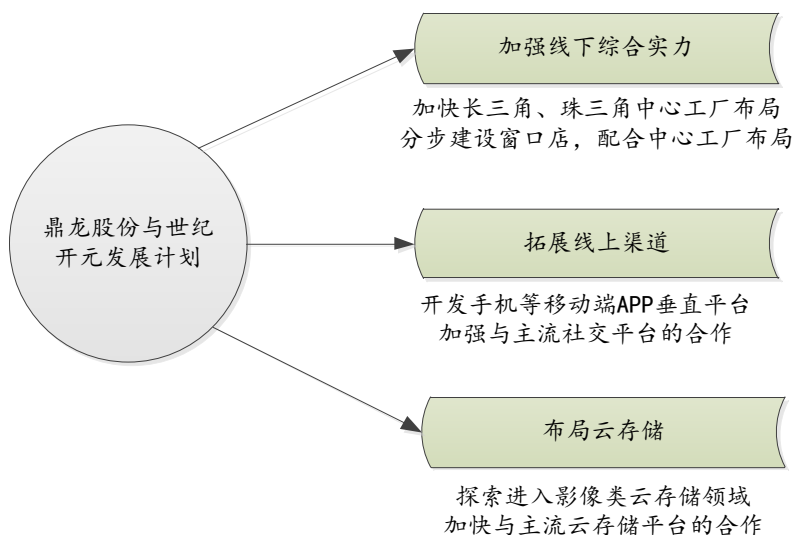 加强线下综合实力
加快长三角、珠三角中心工厂布局
分步建设窗口店，配合中心工厂布局
鼎龙股份与世纪
开元发展计划
拓展线上渠道
开发手机等移动端APP垂直平台
加强与主流社交平台的合作
布局云存储
探索进入影像类云存储领域
加快与主流云存储平台的合作